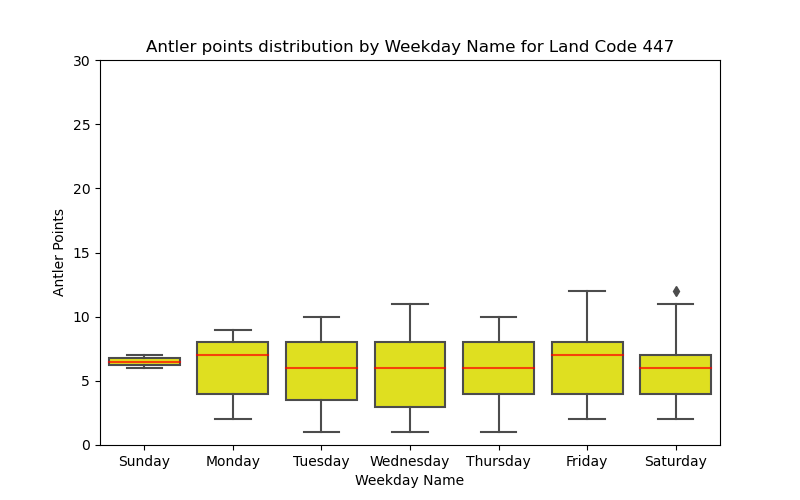 Antler points distribution by Weekday Name for Land Code 447
30
25
20
15
10
5
0
Antler Points
Sunday Monday Tuesday Wednesday Thursday Friday Saturday
Weekday Name